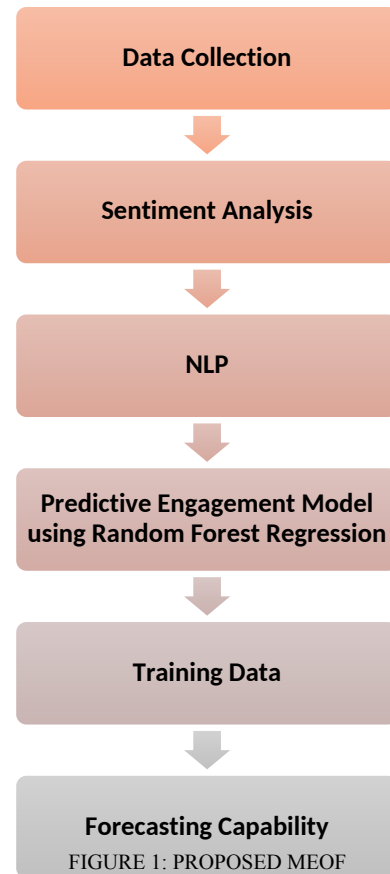 Data Collection
Sentiment Analysis
NLP
Predictive Engagement Model
using Random Forest Regression
Training Data
Forecasting Capability
FIGURE 1: PROPOSED MEOF